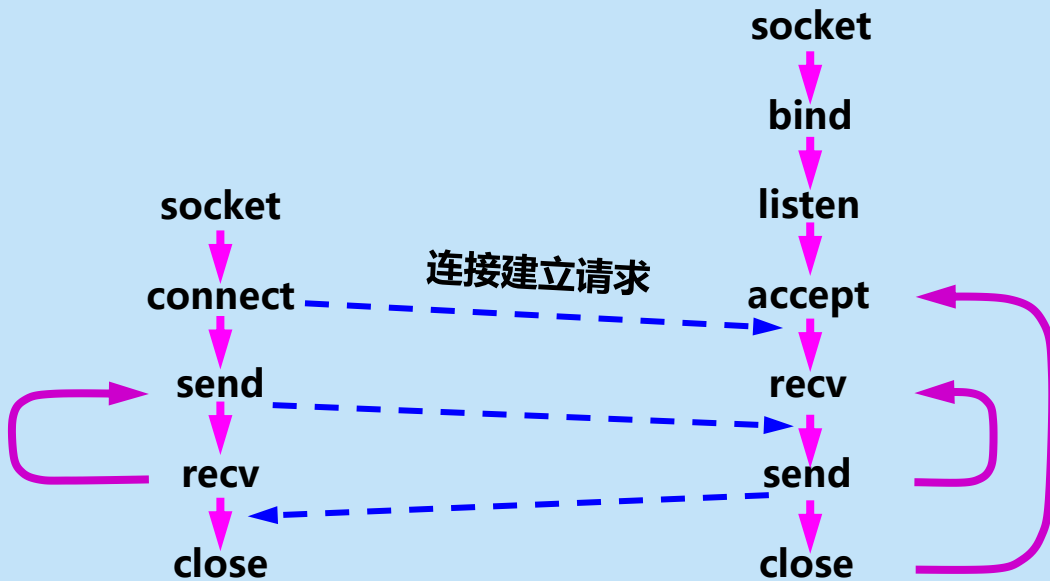 socket
bind
listen
socket
连接建立请求
connect
accept
send
recv
recv
send
close
close